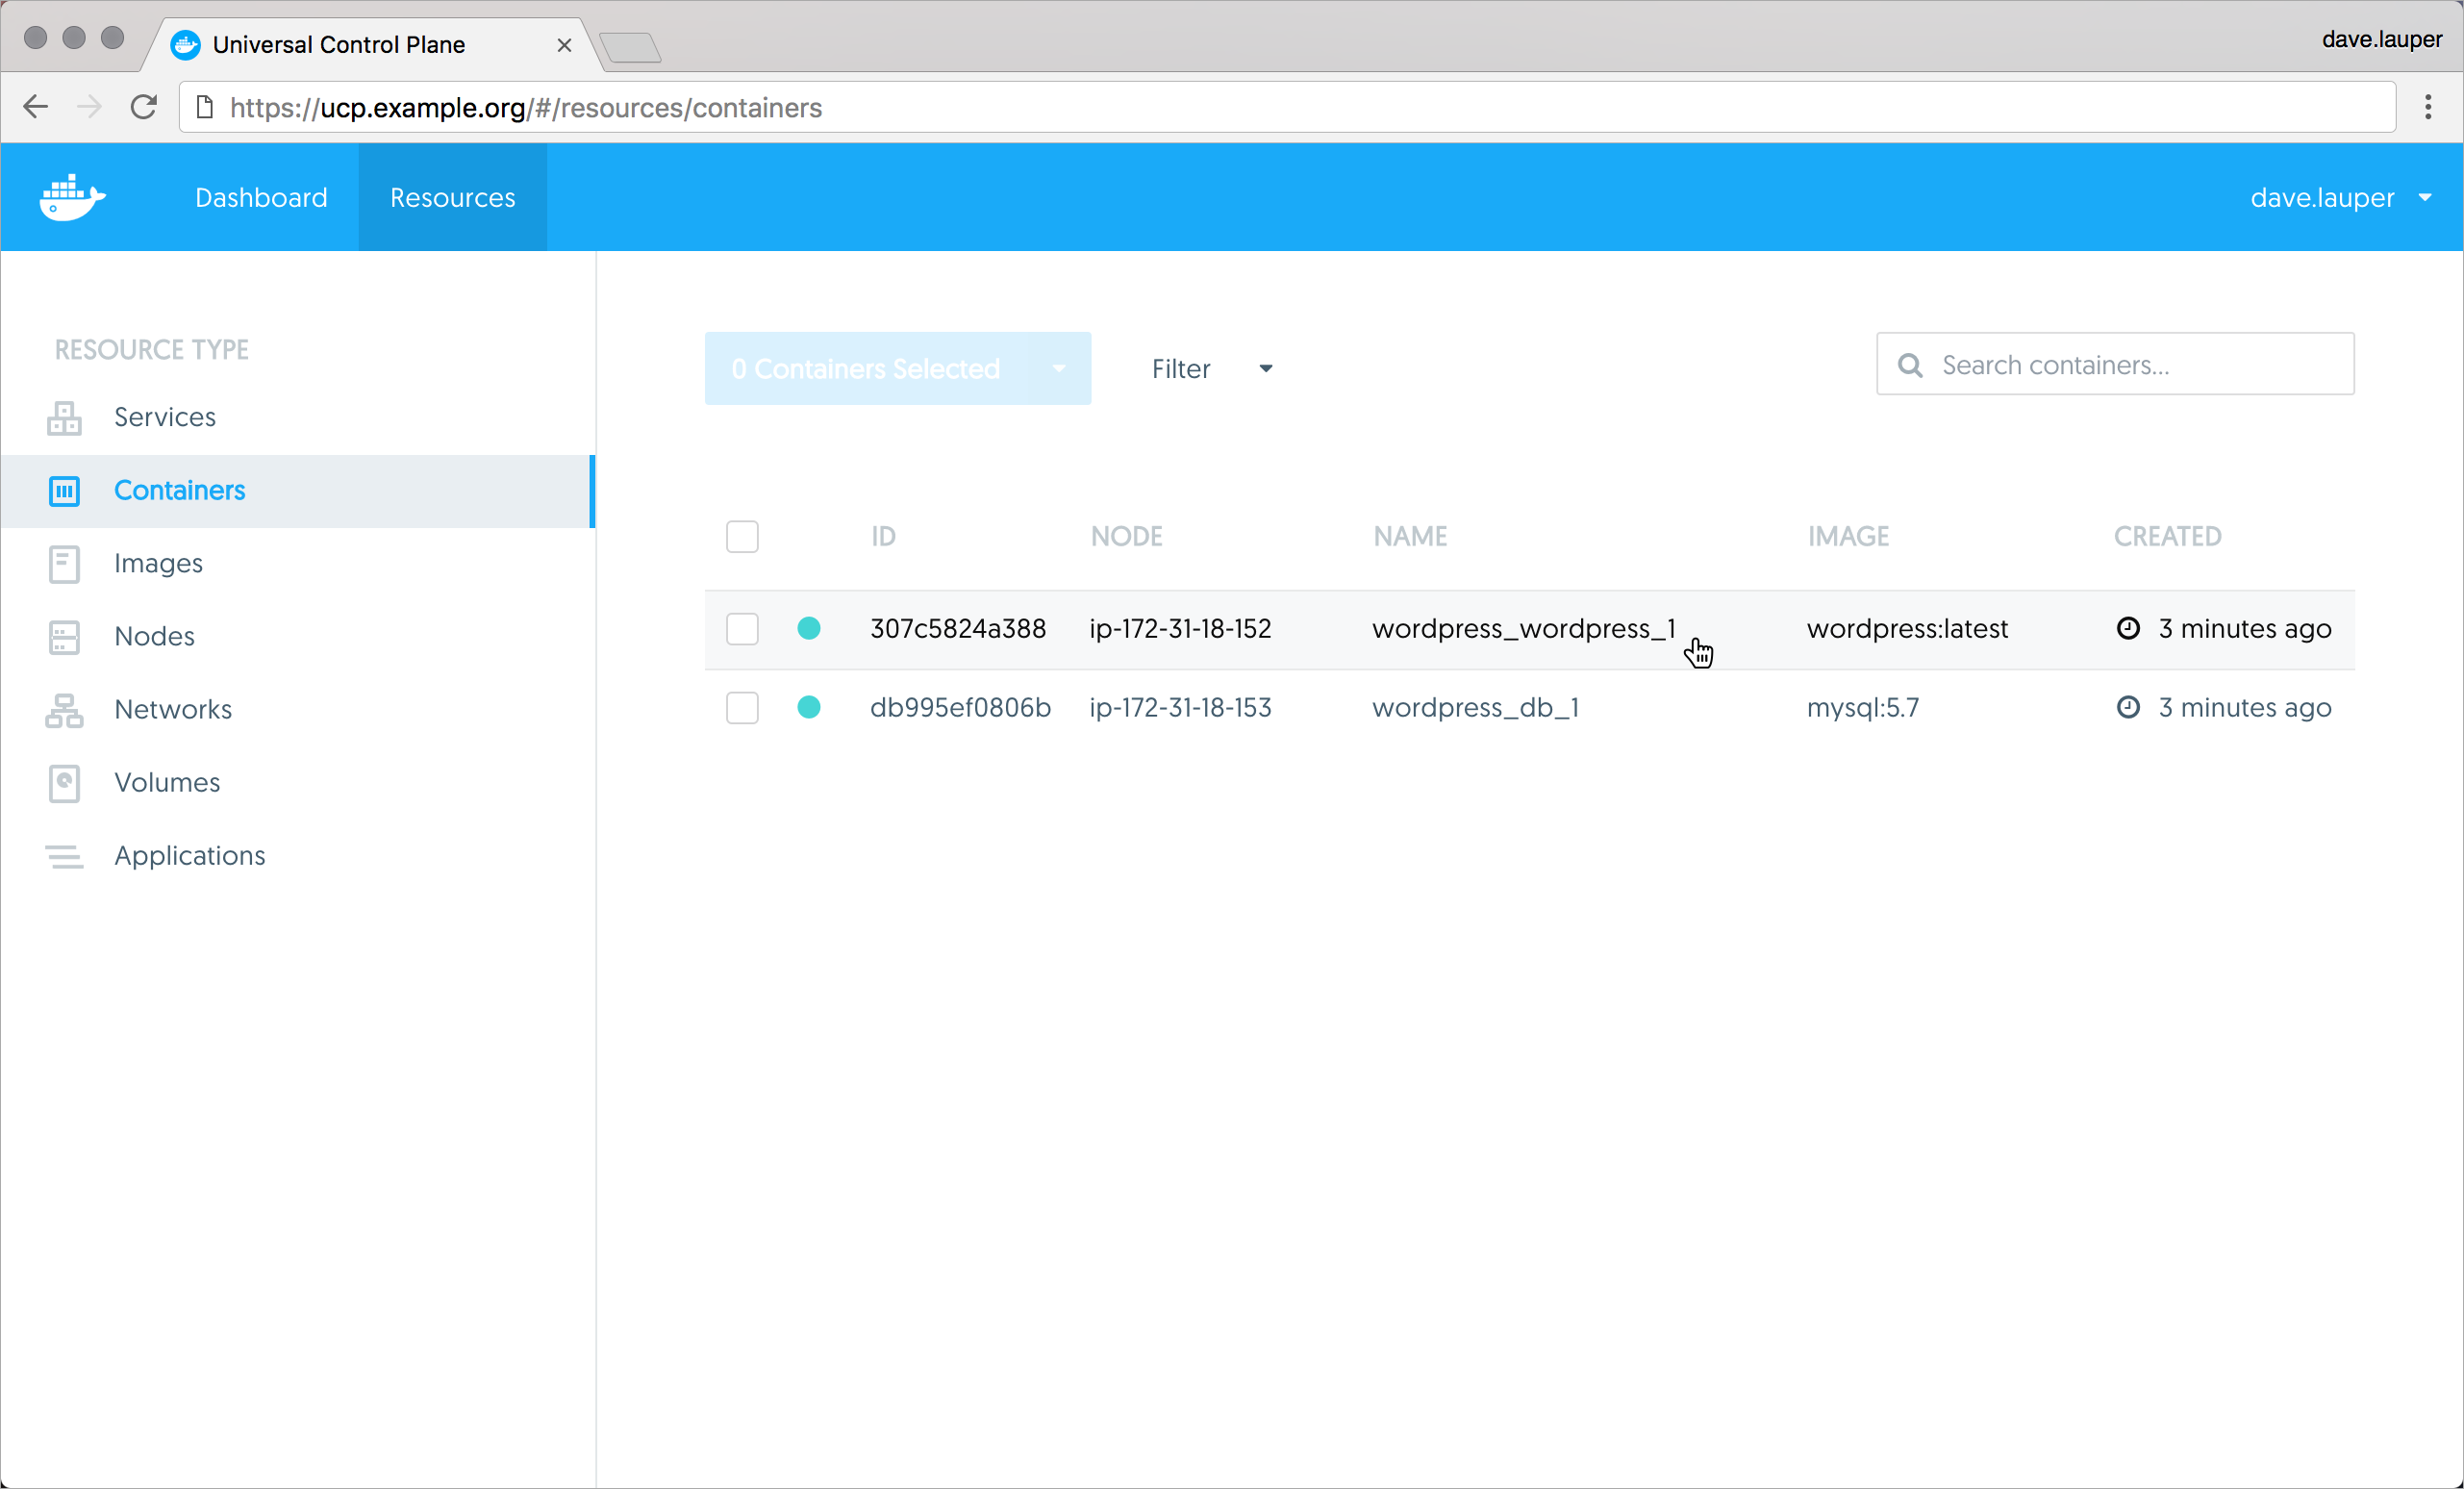 Universal Control Plane
dave.lauper
https://ucp.example.org/#/resources/containers
Dashboard Resources dave.lauper
RESOURCE TYPE
Services
Containers
Images
Nodes
Networks
Volumes
Applications
0 Containers Selected Filter Search containers...
ID NODE NAME IMAGE CREATED
307c5824a388 ip-172-31-18-152 wordpress_wordpress_1 wordpress:latest 3 minutes ago
db995ef0806b ip-172-31-18-153 wordpress_db_1 mysql:5.7 3 minutes ago